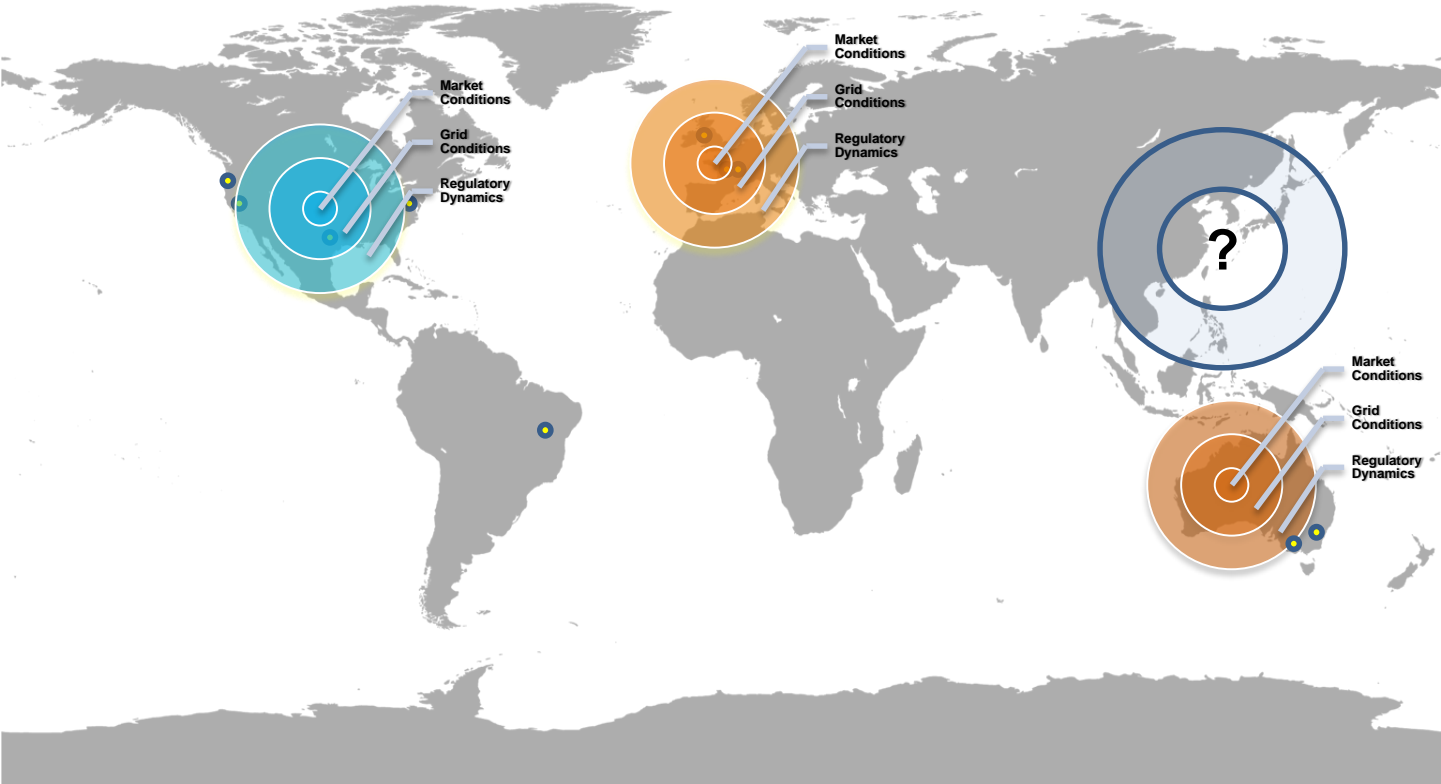 Market
Conditions
Grid
Conditions
Regulatory
Dynamics
Market
Conditions
Grid
Conditions
Regulatory
Dynamics
?
Market
Conditions
Grid
Conditions
Regulatory
Dynamics